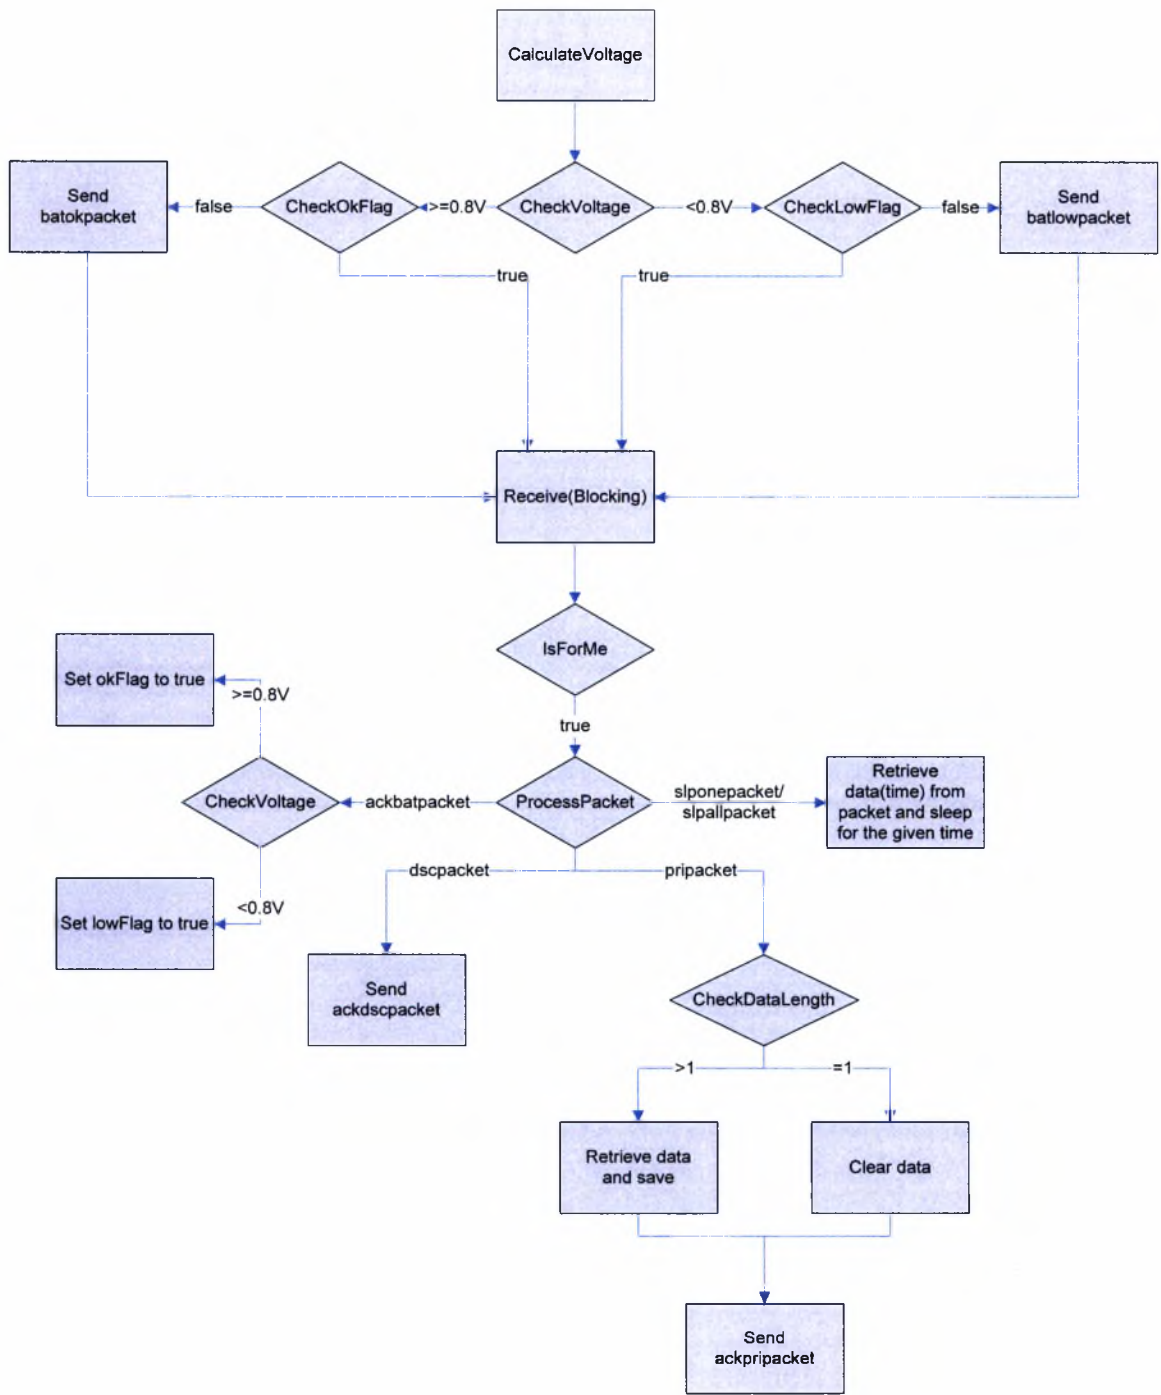 CalculateVoltage
Send
batokpacket
false
CheckOkFlag
>=0.8V
CheckVoltage
<0.8V
CheckLowFlag
false
Send
batlowpacket
true
true
Receive(Blocking)
IsForMe
true
Set okFlag to true
>=0.8V
CheckVoltage
ackbatpacket
ProcessPacket
slponepacket/
slpallpacket
Retrieve
data(time) from
packet and sleep
for the given time
dscpacket
pripacket
Set lowFlag to true
<0.8V
Send
ackdscpacket
CheckDataLength
>1
=1
Retrieve data
and save
Clear data
Send
ackpripacket